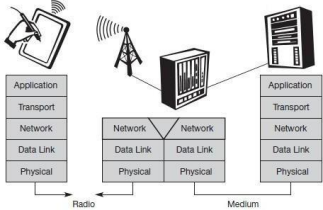 Application
Transport
Network
Data Link
Physical
Network Network
Data Link Data Link
Physical Physical
Application
Transport
Network
Data Link
Physical
Radio
Medium